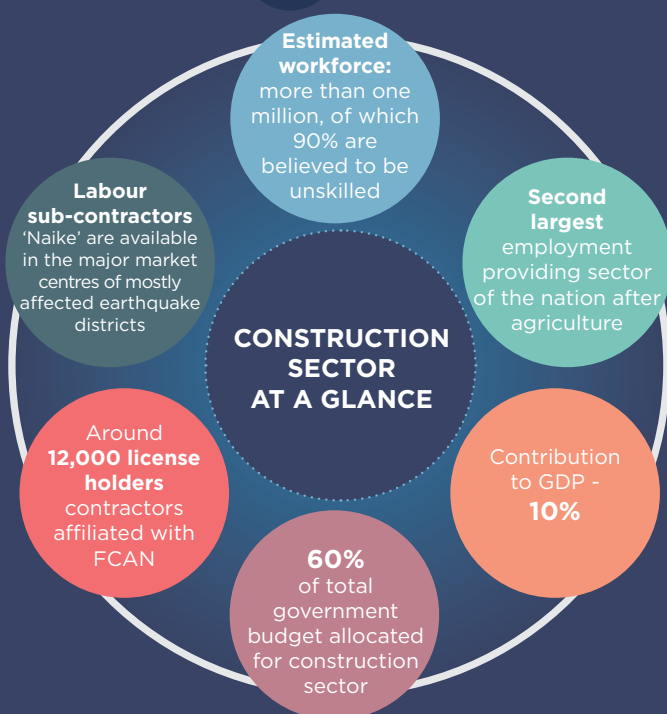 Estimated
workforce:
more than one
million, of which
90% are
believed to be
unskilled
Second
largest
employment
providing sector
of the nation after
agriculture
Contribution
to GDP -
10%
60%
of total
government
budget allocated
for construction
sector
Around
12,000 license
holders
contractors
affiliated with
FCAN
Labour
sub-contractors
'Naike' are available
in the major market
centres of mostly
affected earthquake
districts
CONSTRUCTION
SECTOR
AT A GLANCE